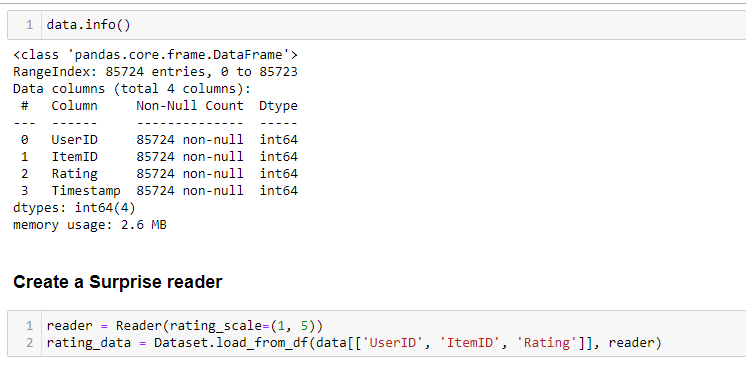 1 data.info()
<class 'pandas.core.frame.DataFrame'>
RangeIndex: 85724 entries, 0 to 85723
Data columns (total 4 columns):
 #   Column     Non-Null Count  Dtype
---  ------     --------------  -----
 0   UserID     85724 non-null  int64
 1   ItemID     85724 non-null  int64
 2   Rating     85724 non-null  int64
 3   Timestamp  85724 non-null  int64
dtypes: int64(4)
memory usage: 2.6 MB
Create a Surprise reader
1 reader = Reader(rating_scale=(1, 5))
2 rating_data = Dataset.load_from_df(data[['UserID', 'ItemID', 'Rating']], reader)